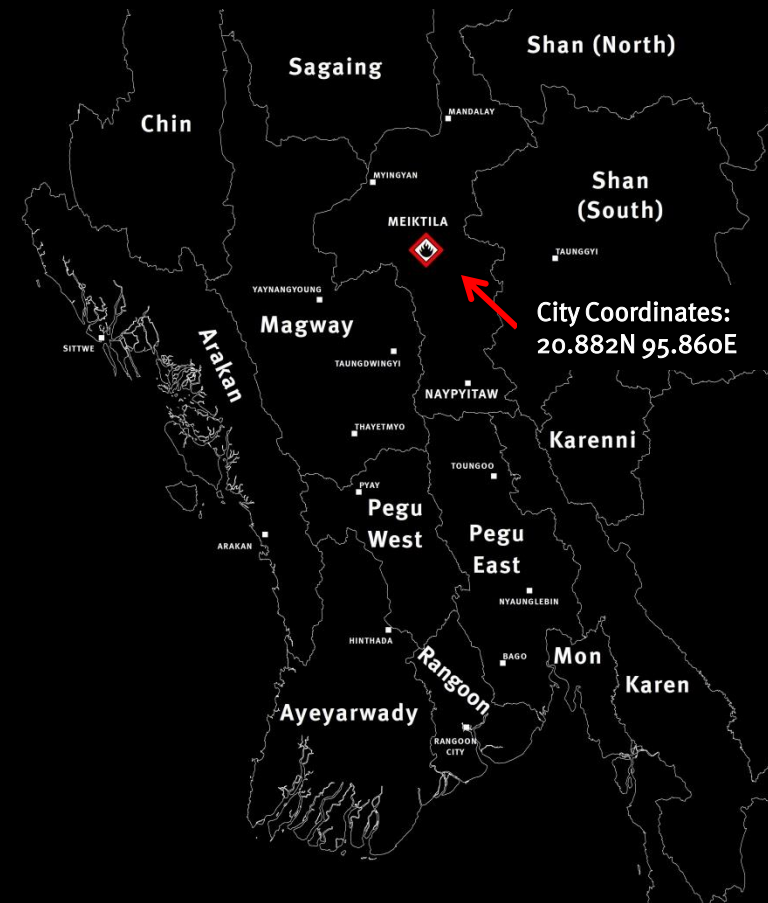 Shan (North)
Sagaing
MANDALAY
Chin
MYINGYAN
Shan
(South)
MEIKTILA
TAUNGGYI
YAYNANGYOUNG
City Coordinates:
20.882N 95.860E
Magway
SITTWE
Arakan
TAUNGDWINGYI
NAYPYITAW
THAYETMYO
Karenni
TOUNGOO
PYAY
Pegu
West
Pegu
East
ARAKAN
NYAUNGLEBIN
HINTHADA
BAGO
Mon
Rangoon
Karen
Ayeyarwady
RANGOON
CITY